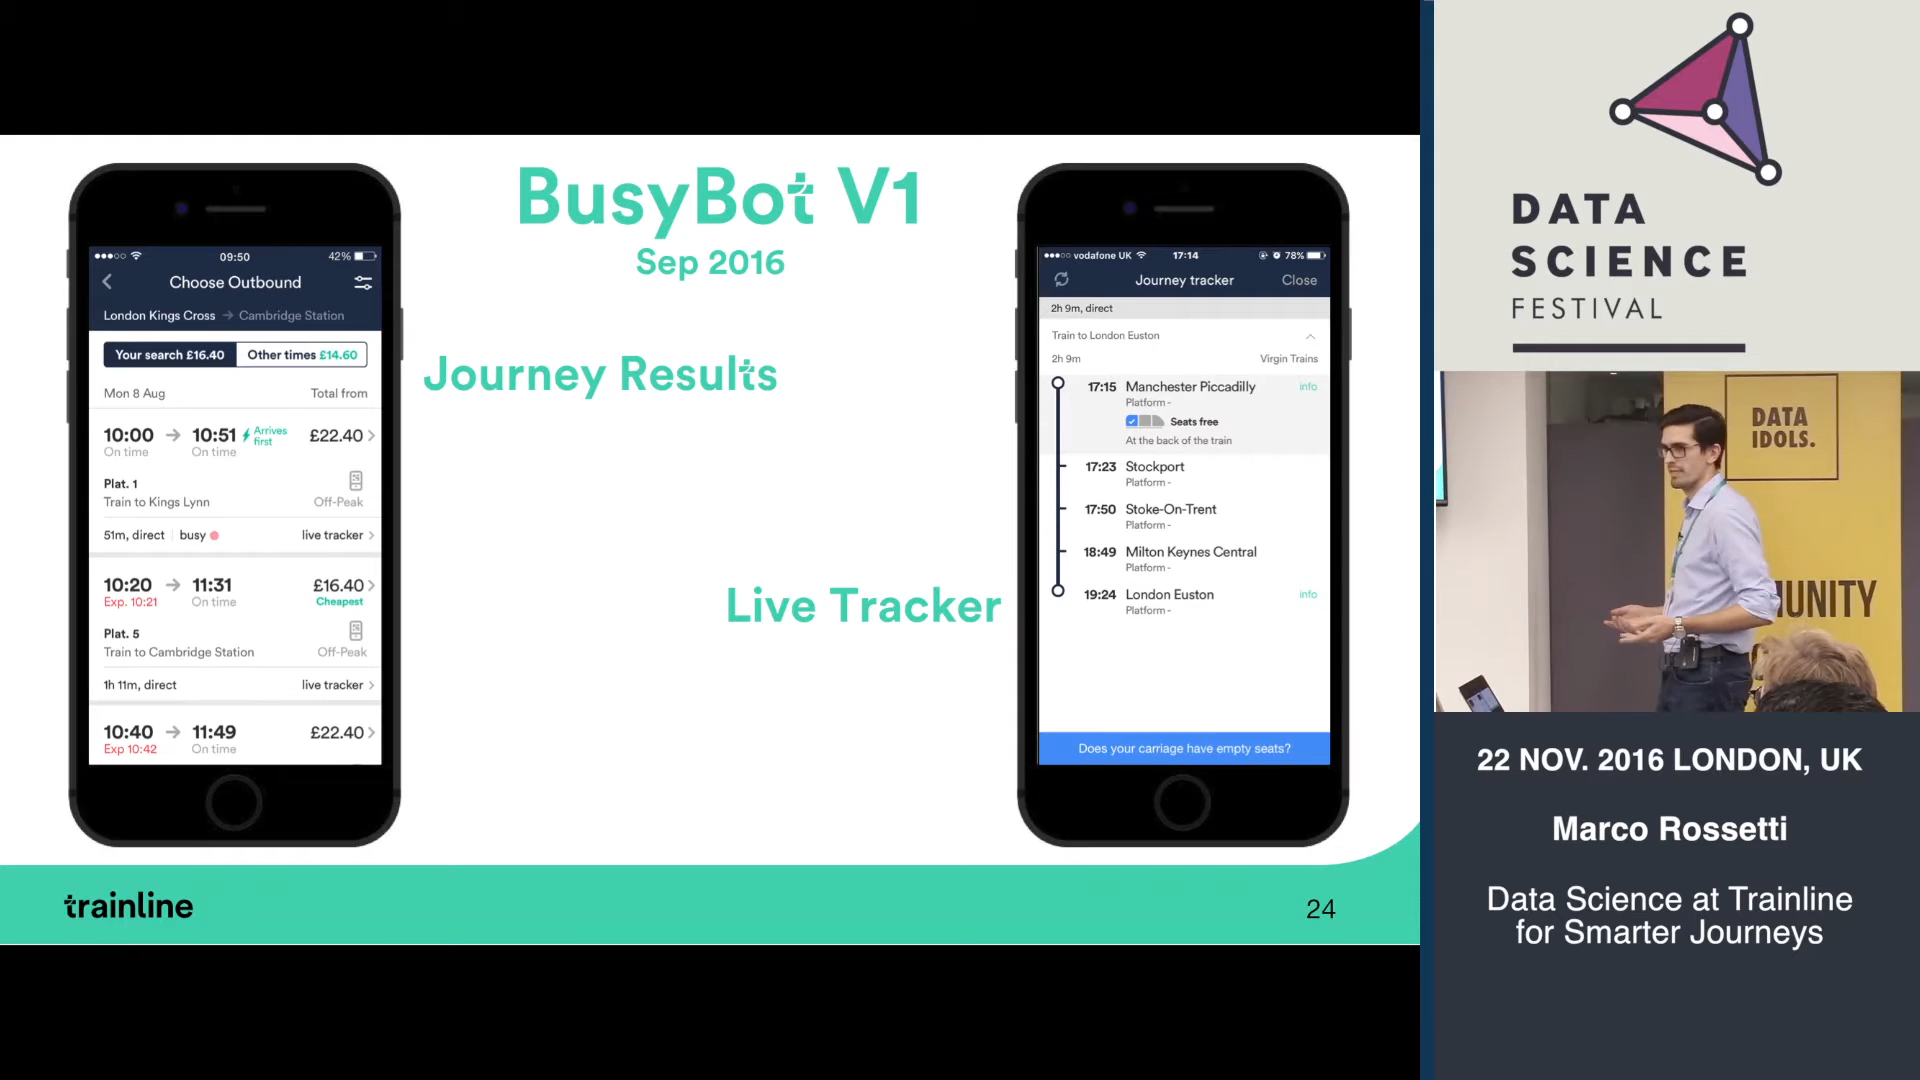 BusyBot V1
Sep 2016
Journey Results
Live Tracker
09:50
42%
Choose Outbound
London Kings Cross → Cambridge Station
Your search £16.40
Other times £14.60
Mon 8 Aug
Total from
10:00 → 10:51
Arrives first
£22.40 >
On time
On time
Plat. 1
Train to Kings Lynn
Off-Peak
51m, direct
busy
live tracker >
10:20 → 11:31
£16.40 >
Exp. 10:21
On time
Cheapest
Plat. 5
Train to Cambridge Station
Off-Peak
1h 11m, direct
live tracker >
10:40 → 11:49
£22.40 >
Exp 10:42
On time
vodafone UK
17:14
78%
Journey tracker
Close
2h 9m, direct
Train to London Euston
2h 9m
Virgin Trains
17:15 Manchester Piccadilly
info
Platform -
Seats free
At the back of the train
17:23 Stockport
Platform -
17:50 Stoke-On-Trent
Platform -
18:49 Milton Keynes Central
Platform -
19:24 London Euston
info
Platform -
Does your carriage have empty seats?
trainline
24
DATA
SCIENCE
FESTIVAL
DATA
IDOLS.
UNITY
22 NOV. 2016 LONDON, UK
Marco Rossetti
Data Science at Trainline
for Smarter Journeys